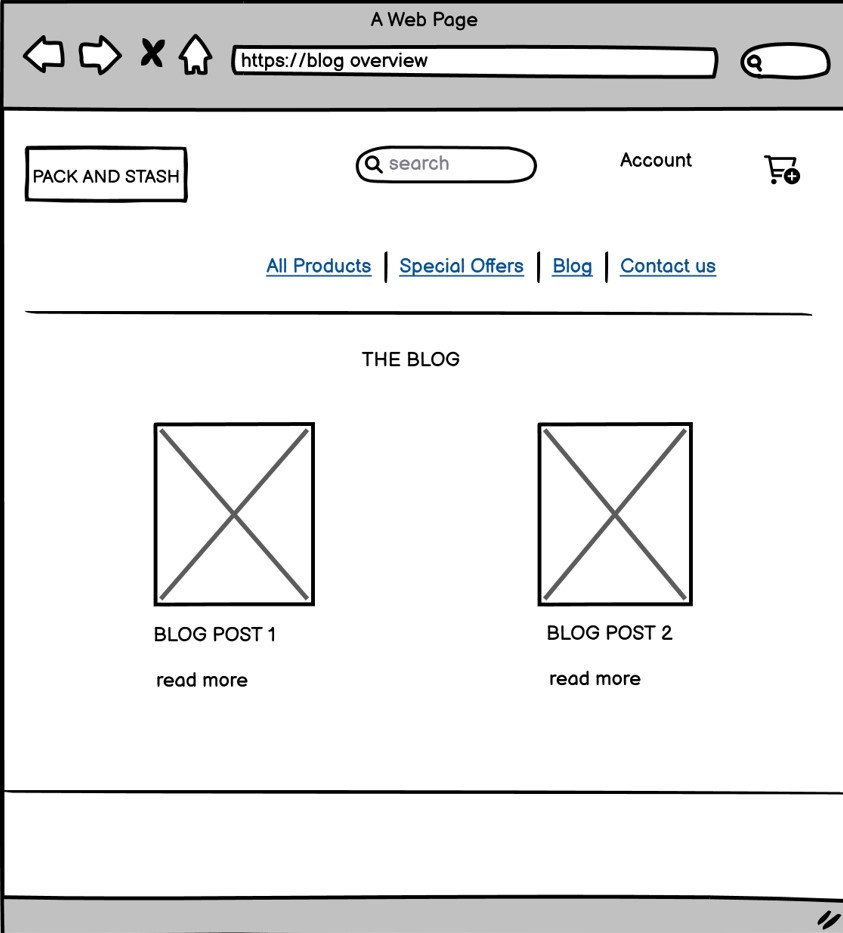 A Web Page
https://blog overview
PACK AND STASH
search
Account
All Products
Special Offers
Blog
Contact us
THE BLOG
BLOG POST 1
BLOG POST 2
read more
read more